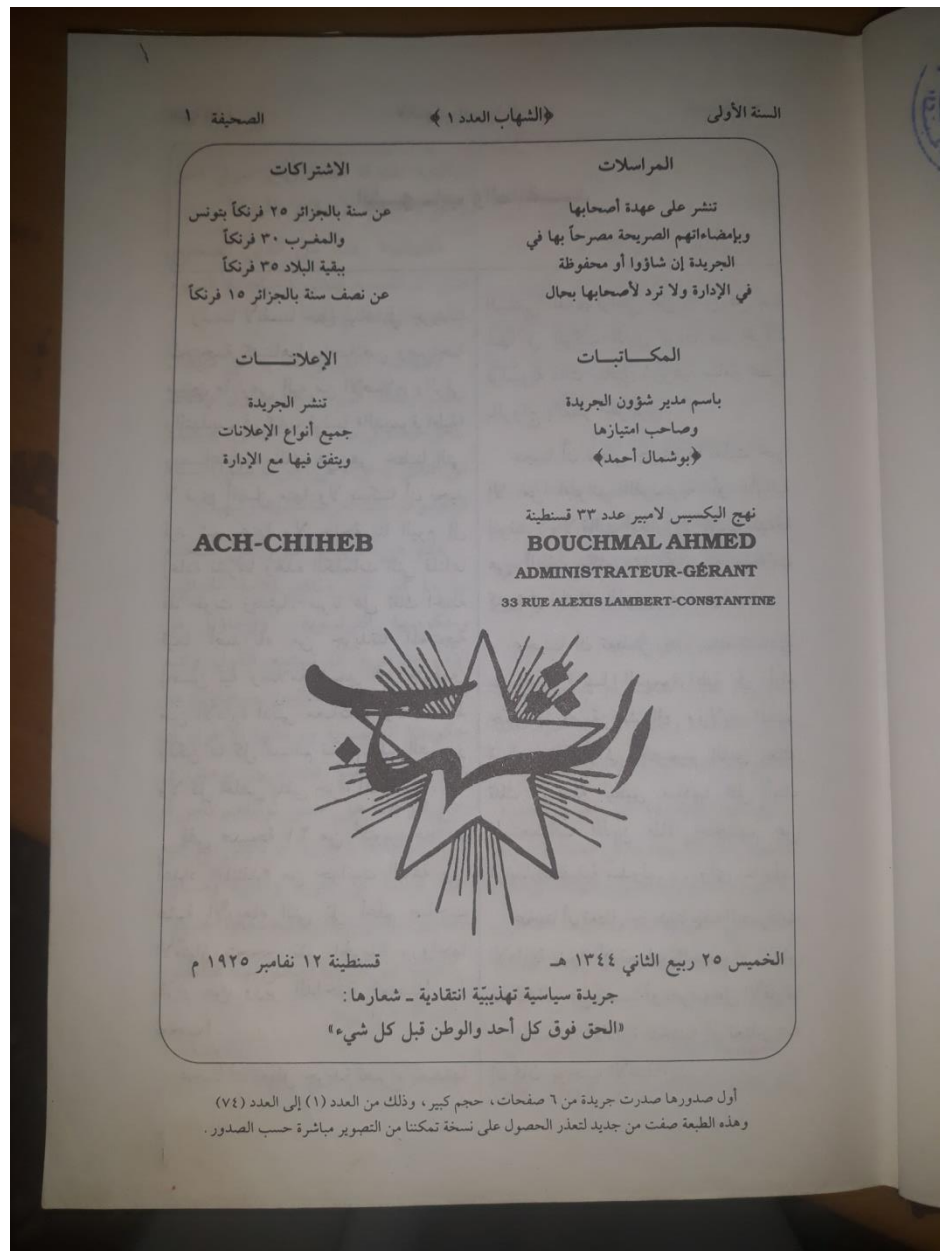 السنة الأولى ﴿الشهاب العدد ١﴾ الصحيفة ١
المراسلات
تنشر على عهدة أصحابها
وبإمضاءاتهم الصريحة مصرحاً بها في
الجريدة إن شاؤوا أو محفوظة
في الإدارة ولا ترد لأصحابها بحال
الاشتراكات
عن سنة بالجزائر ٢٥ فرنكاً بتونس
والمغرب ٣٠ فرنكاً
ببقية البلاد ٣٥ فرنكاً
عن نصف سنة بالجزائر ١٥ فرنكاً
المكـاتبـات
باسم مدير شؤون الجريدة
وصاحب امتيازها
﴿بوشمال أحمد﴾
نهج اليكسيس لامبير عدد ٣٣ قسنطينة
BOUCHMAL AHMED
ADMINISTRATEUR-GÉRANT
33 RUE ALEXIS LAMBERT-CONSTANTINE
الإعلانـــات
تنشر الجريدة
جميع أنواع الإعلانات
ويتفق فيها مع الإدارة
ACH-CHIHEB
الشهاب
الخميس ٢٥ ربيع الثاني ١٣٤٤ هـ قسنطينة ١٢ نفامبر ١٩٢٥ م
جريدة سياسية تهذيبيّة انتقادية ـ شعارها:
«الحق فوق كل أحد والوطن قبل كل شيء»
أول صدورها صدرت جريدة من ٦ صفحات، حجم كبير، وذلك من العدد (١) إلى العدد (٧٤)
وهذه الطبعة صفت من جديد لتعذر الحصول على نسخة تمكننا من التصوير مباشرة حسب الصدور.